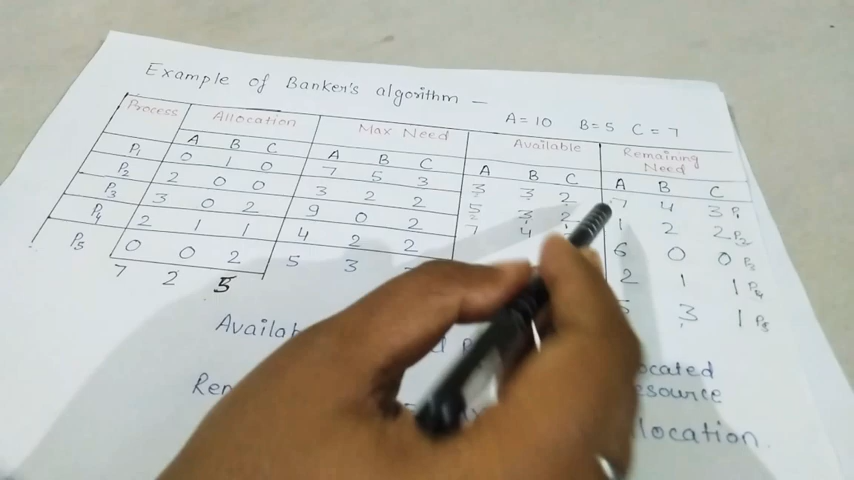 Example of Banker's algorithm –
A = 10 B = 5 C = 7
Process Allocation Max Need Available Remaining Need
A B C A B C A B C A B C
P1 0 1 0 7 5 3 3 3 2 7 4 3 P1
P2 2 0 0 3 2 2 5 3 2 1 2 2 P2
P3 3 0 2 9 0 2 7 4 6 0 0 P3
P4 2 1 1 4 2 2 2 1 1 P4
P5 0 0 2 5 3 3 1 P5
7 2 5
located
esource
location.